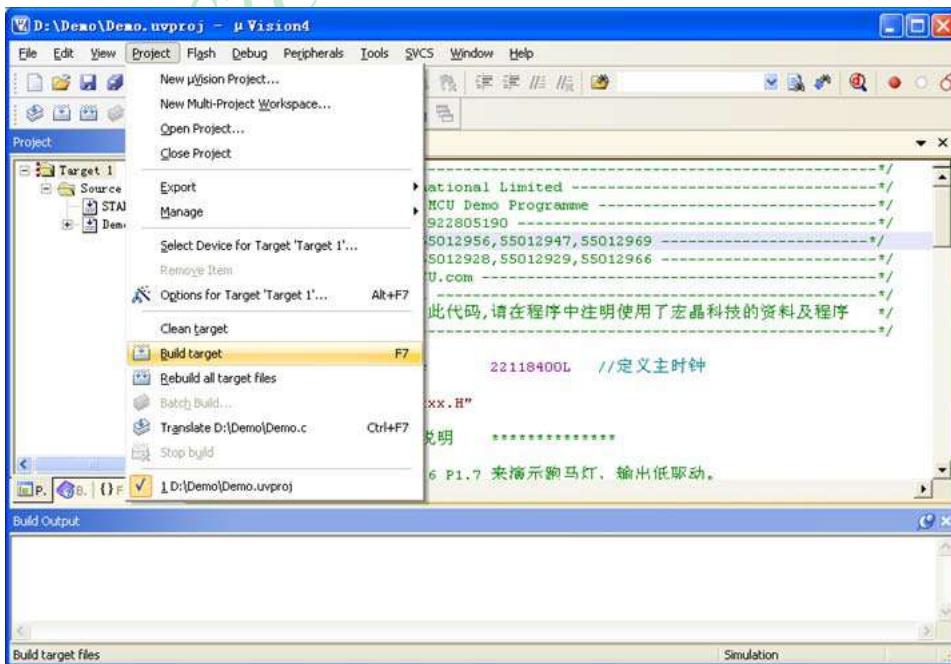 D:\Demo\Demo.uvproj - µVision4
File Edit View Project Flash Debug Peripherals Tools SVCS Window Help
Project
New µVision Project...
New Multi-Project Workspace...
Open Project...
Close Project
Export
Manage
Select Device for Target 'Target 1'...
Remove Item
Options for Target 'Target 1'... Alt+F7
Clean target
Build target F7
Rebuild all target files
Batch Build...
Translate D:\Demo\Demo.c Ctrl+F7
Stop build
1 D:\Demo\Demo.uvproj
Target 1
Source
STA
Dem
----------*/
ational Limited ----------*/
MCU Demo Programme ----------*/
922805190 ----------*/
55012956,55012947,55012969 ----------*/
55012928,55012929,55012966 ----------*/
U.com ----------*/
----------*/
此代码,请在程序中注明使用了宏晶科技的资料及程序 */
----------*/
22118400L //定义主时钟
xx.H"
说明 **************
6 P1.7 来演示跑马灯, 输出低驱动。
P. B. {} F
Build Output
Build target files Simulation